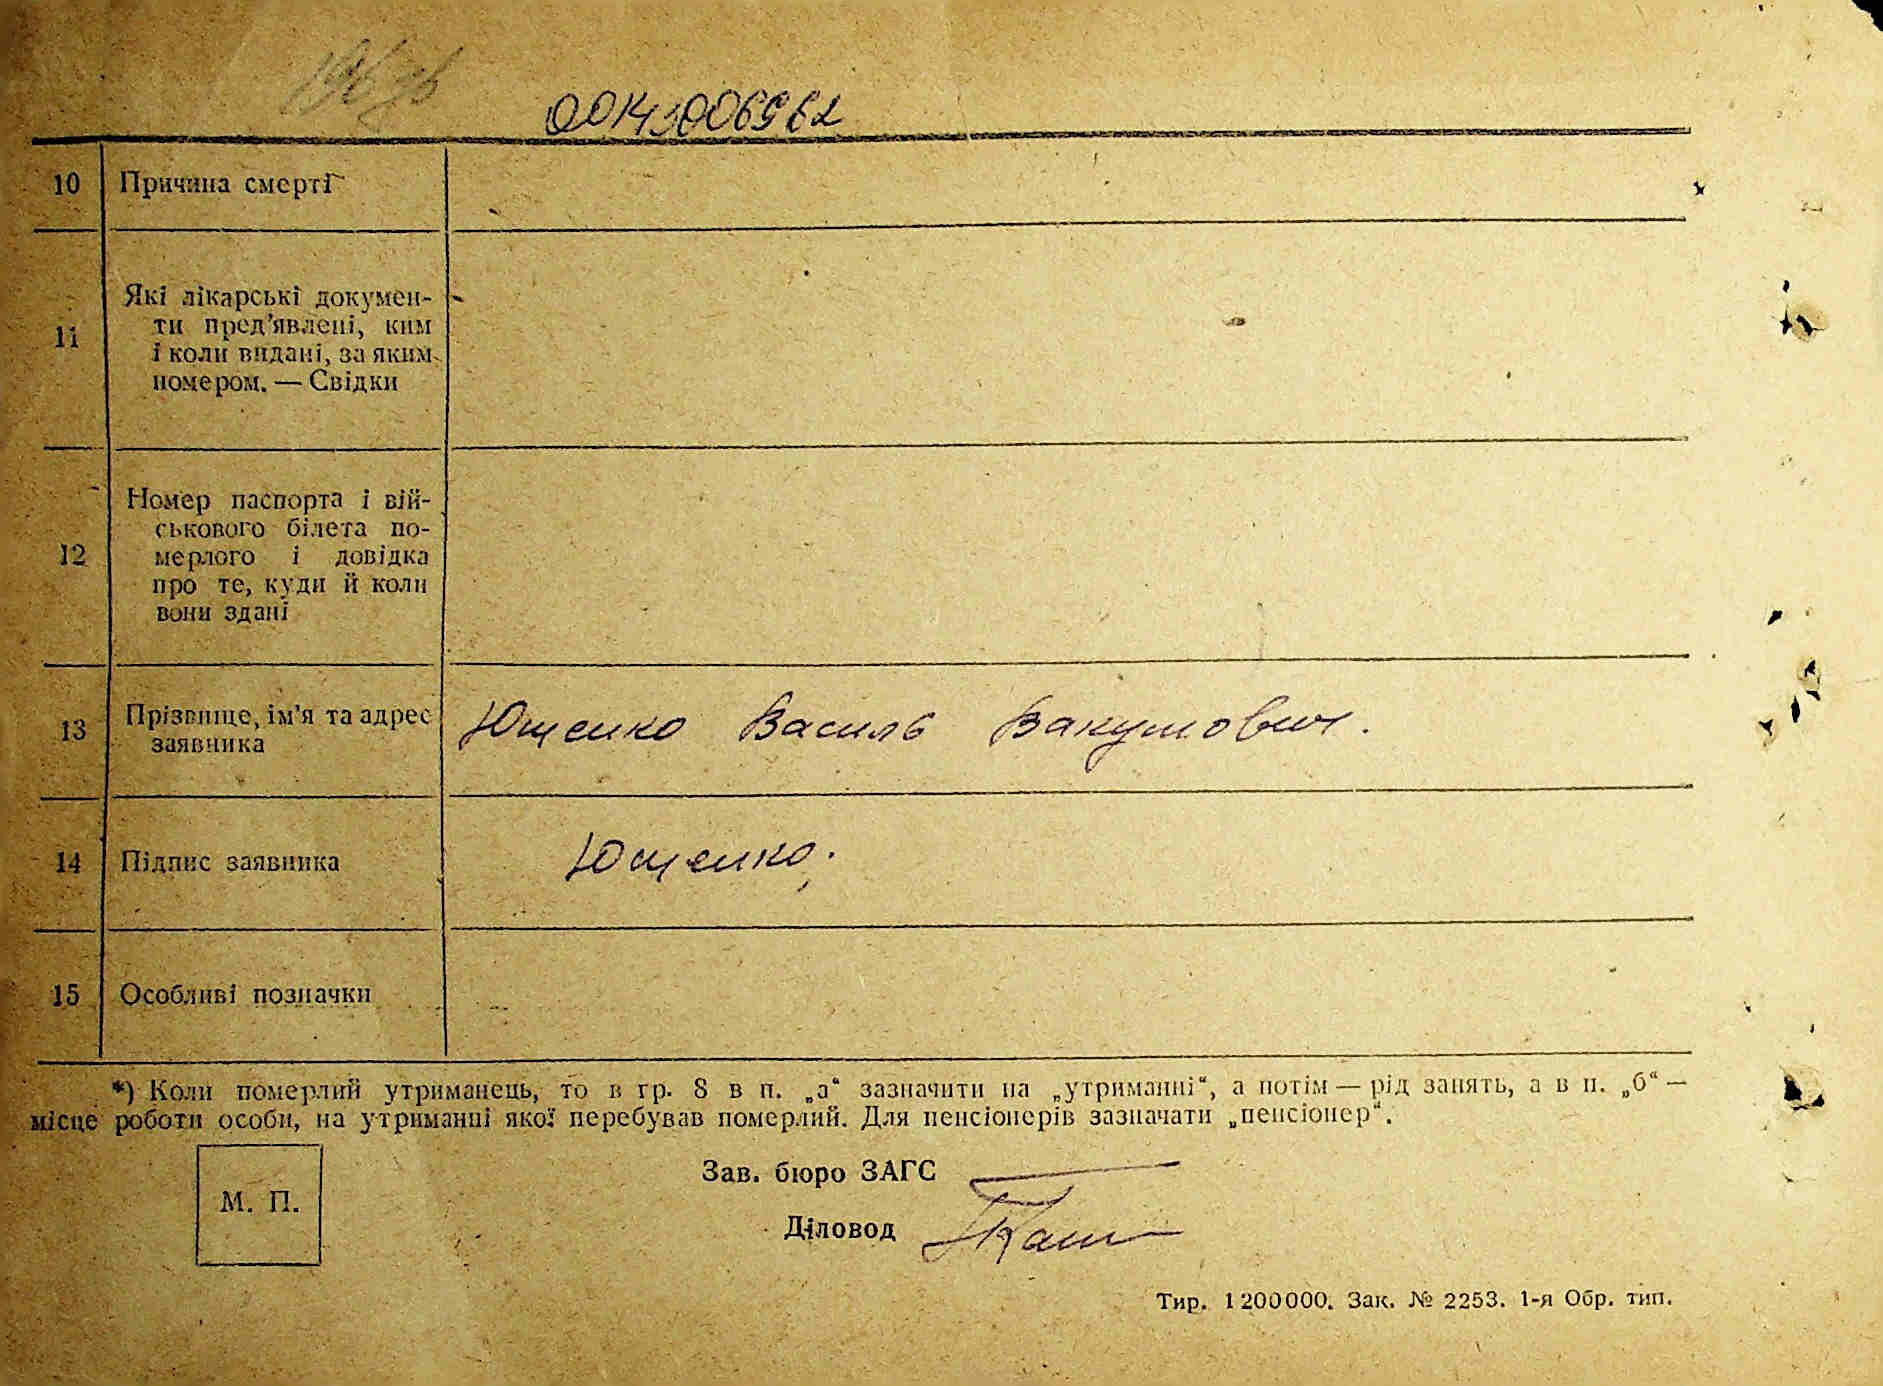 10 Причина смерті
11 Які лікарські докумен-
ти пред'явлені, ким
і коли видані, за яким
номером. — Свідки
12 Номер паспорта і вій-
ськового білета по-
мерлого і довідка
про те, куди й коли
вони здані
13 Прізвище, ім'я та адрес
заявника
Ющенко Василь Вакумович.
14 Підпис заявника
Ющенко.
15 Особливі позначки
*) Коли померлий утриманець, то в гр. 8 в п. „а“ зазначити на „утриманні“, а потім — рід занять, а в п. „б“ —
місце роботи особи, на утриманні якої перебував померлий. Для пенсіонерів зазначати „пенсіонер“.
М. П.
Зав. бюро ЗАГС
Діловод
Тир. 1 200 000. Зак. № 2253. 1-я Обр. тип.